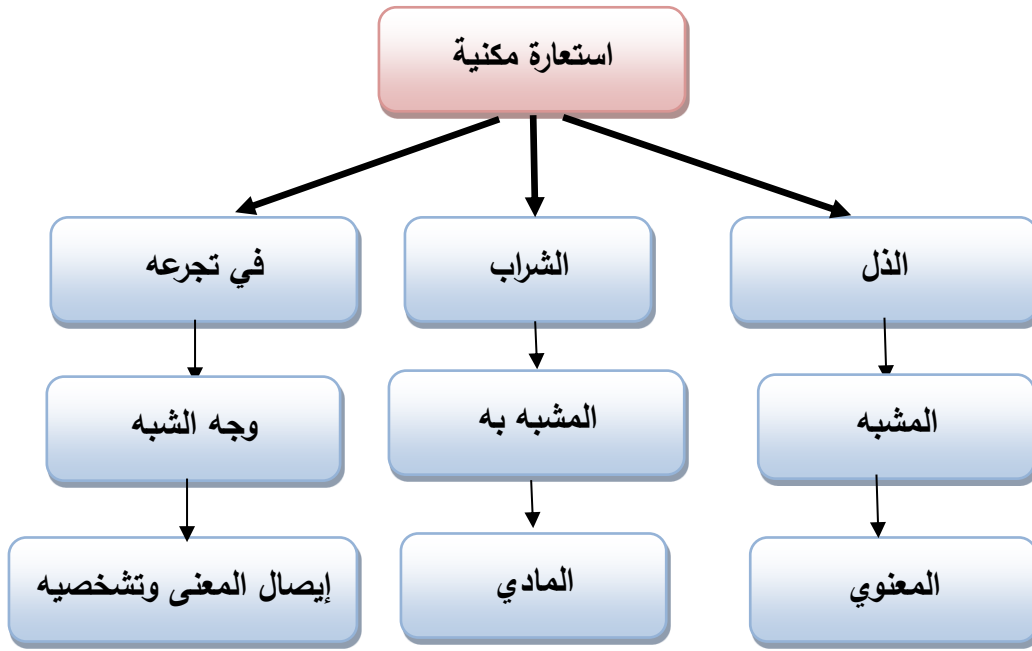 استعارة مكنية
الذل
الشراب
في تجرعه
المشبه
المشبه به
وجه الشبه
المعنوي
المادي
إيصال المعنى وتشخصيه